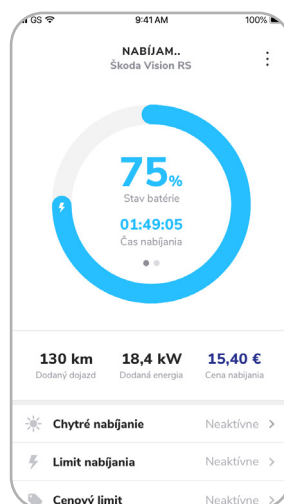 GS 9:41 AM 100%
NABÍJAM..
Škoda Vision RS
75%
Stav batérie
01:49:05
Čas nabíjania
130 km 18,4 kW 15,40 €
Dodaný dojazd Dodaná energia Cena nabijania
Chytré nabíjanie Neaktívne
Limit nabíjania Neaktívne
Cenový limit Neaktívne